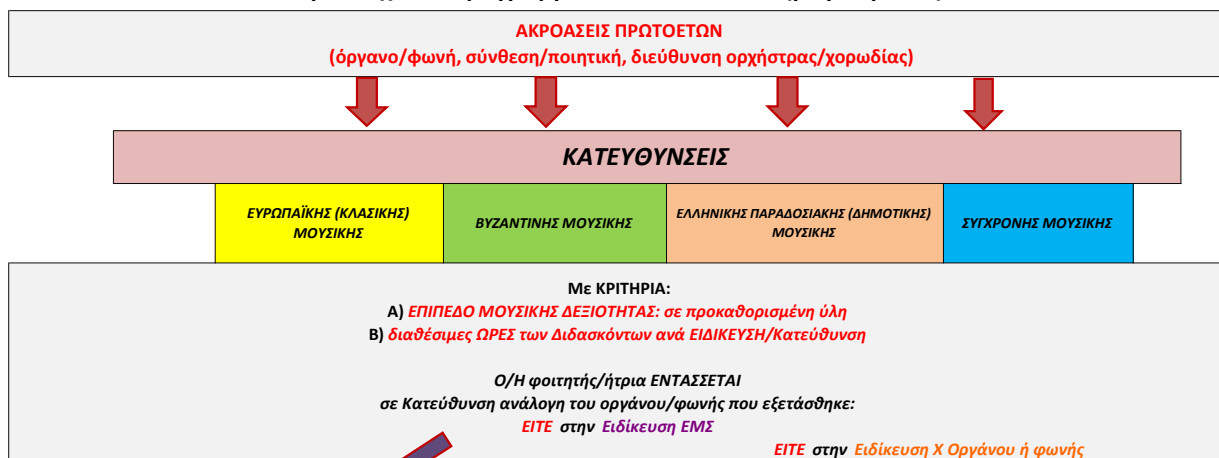 ΑΚΡΟΑΣΕΙΣ ΠΡΩΤΟΕΤΩΝ
(όργανο/φωνή, σύνθεση/ποιητική, διεύθυνση ορχήστρας/χορωδίας)
ΚΑΤΕΥΘΥΝΣΕΙΣ
ΕΥΡΩΠΑΪΚΗΣ (ΚΛΑΣΙΚΗΣ)
ΜΟΥΣΙΚΗΣ
ΒΥΖΑΝΤΙΝΗΣ ΜΟΥΣΙΚΗΣ
ΕΛΛΗΝΙΚΗΣ ΠΑΡΑΔΟΣΙΑΚΗΣ (ΔΗΜΟΤΙΚΗΣ)
ΜΟΥΣΙΚΗΣ
ΣΥΓΧΡΟΝΗΣ ΜΟΥΣΙΚΗΣ
Με ΚΡΙΤΗΡΙΑ:
Α) ΕΠΙΠΕΔΟ ΜΟΥΣΙΚΗΣ ΔΕΞΙΟΤΗΤΑΣ: σε προκαθορισμένη ύλη
Β) διαθέσιμες ΩΡΕΣ των Διδασκόντων ανά ΕΙΔΙΚΕΥΣΗ/Κατεύθυνση
Ο/Η φοιτητής/ήτρια ΕΝΤΑΣΣΕΤΑΙ
σε Κατεύθυνση ανάλογη του οργάνου/φωνής που εξετάσθηκε:
ΕΙΤΕ στην Ειδίκευση ΕΜΣ
ΕΙΤΕ στην Ειδίκευση Χ Οργάνου ή φωνής